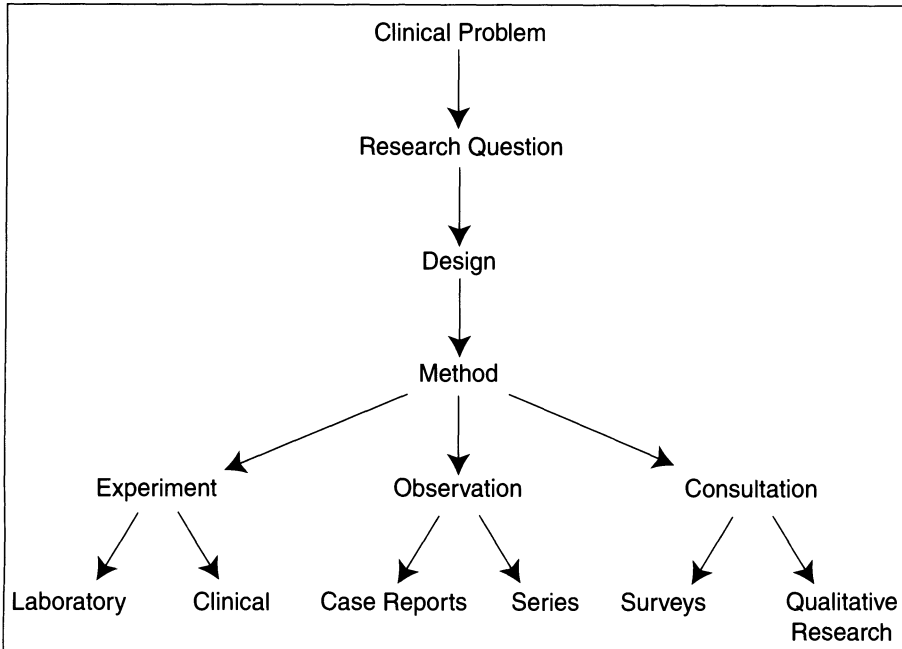 Clinical Problem
Research Question
Design
Method
Experiment
Observation
Consultation
Laboratory
Clinical
Case Reports
Series
Surveys
Qualitative
Research